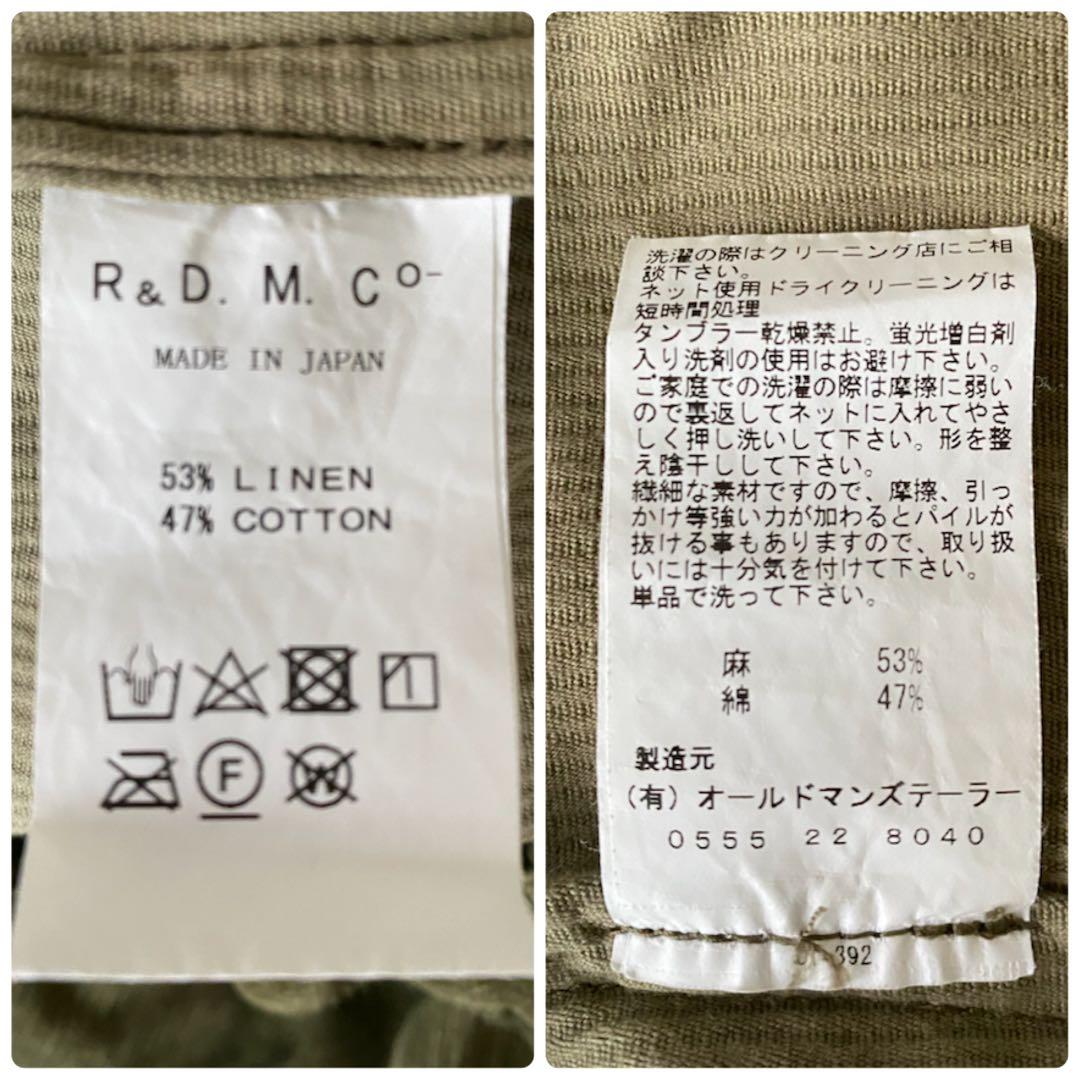 R & D. M. Co-
MADE IN JAPAN
53% LINEN
47% COTTON
F
W
洗濯の際はクリーニング店にご相
談下さい。
ネット使用ドライクリーニングは
短時間処理
タンブラー乾燥禁止。蛍光増白剤
入り洗剤の使用はお避け下さい。
ご家庭での洗濯の際は摩擦に弱い
ので裏返してネットに入れてやさ
しく押し洗いして下さい。形を整
え陰干しして下さい。
繊細な素材ですので、摩擦、引っ
かけ等強い力が加わるとパイルが
抜ける事もありますので、取り扱
いには十分気を付けて下さい。
単品で洗って下さい。
麻 53%
綿 47%
製造元
(有) オールドマンズテーラー
0555 22 8040
392